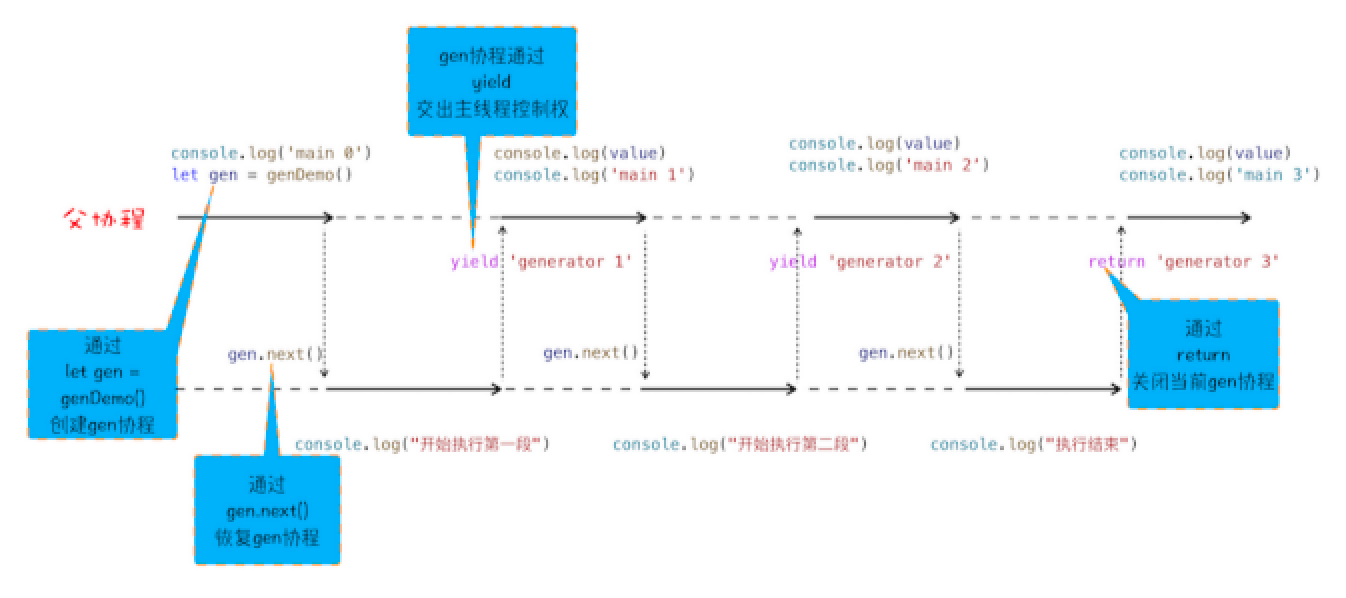 gen协程通过
yield
交出主线程控制权
console.log('main 0')
let gen = genDemo()
console.log(value)
console.log('main 1')
console.log(value)
console.log('main 2')
console.log(value)
console.log('main 3')
父协程
yield 'generator 1'
yield 'generator 2'
return 'generator 3'
通过
let gen =
genDemo()
创建gen协程
gen.next()
gen.next()
gen.next()
通过
return
关闭当前gen协程
console.log("开始执行第一段")
console.log("开始执行第二段")
console.log("执行结束")
通过
gen.next()
恢复gen协程